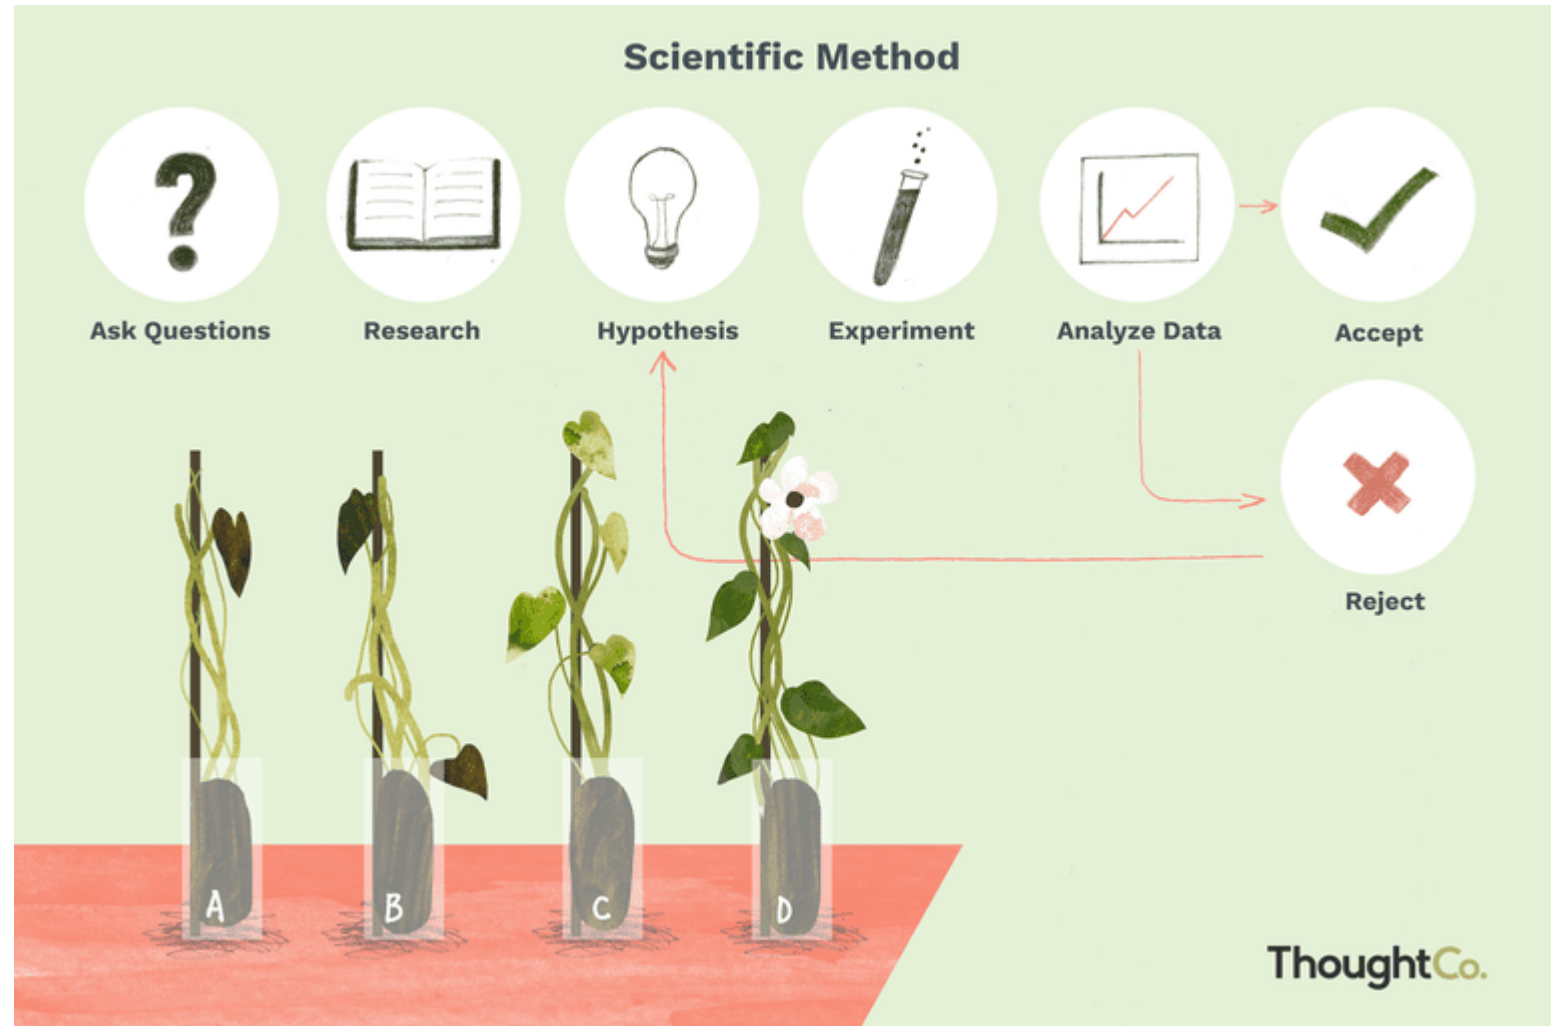 Scientific Method
Ask Questions
Research
Hypothesis
Experiment
Analyze Data
Accept
Reject
A
B
C
D
ThoughtCo.